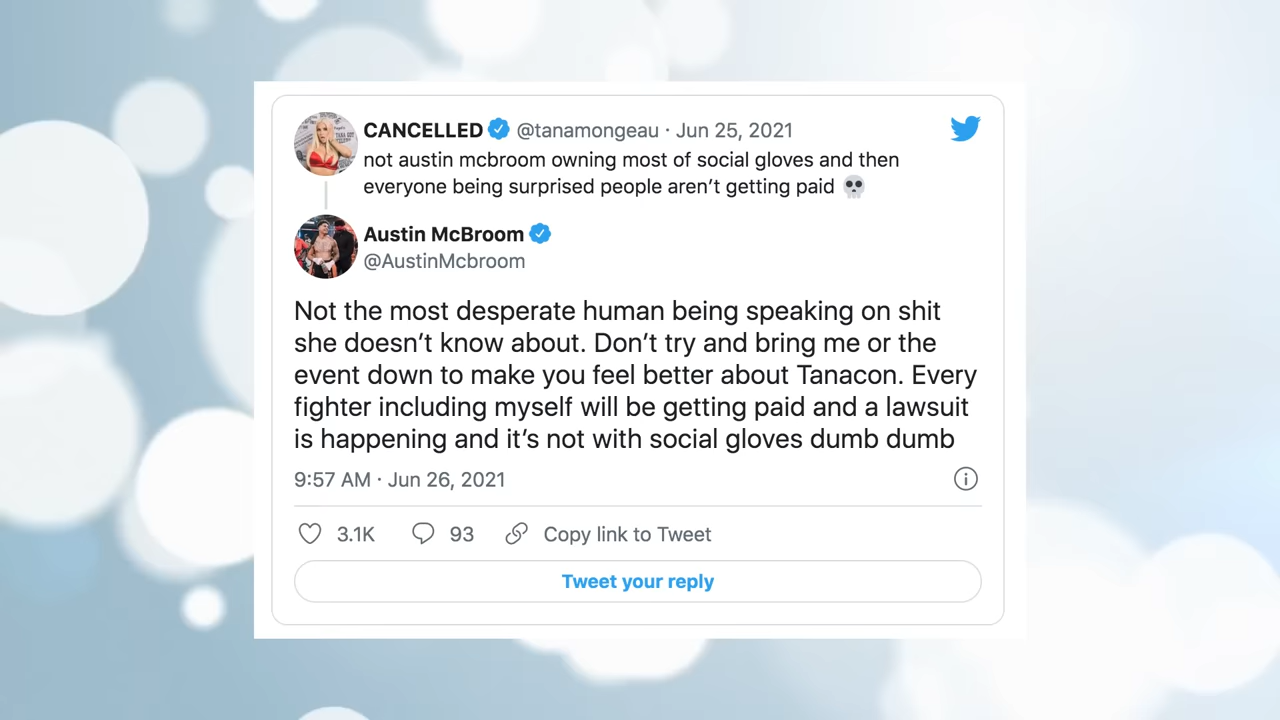 CANCELLED @tanamongeau · Jun 25, 2021
not austin mcbroom owning most of social gloves and then
everyone being surprised people aren’t getting paid 💀
Austin McBroom
@AustinMcbroom
Not the most desperate human being speaking on shit
she doesn’t know about. Don’t try and bring me or the
event down to make you feel better about Tanacon. Every
fighter including myself will be getting paid and a lawsuit
is happening and it’s not with social gloves dumb dumb
9:57 AM · Jun 26, 2021
3.1K 93 Copy link to Tweet
Tweet your reply